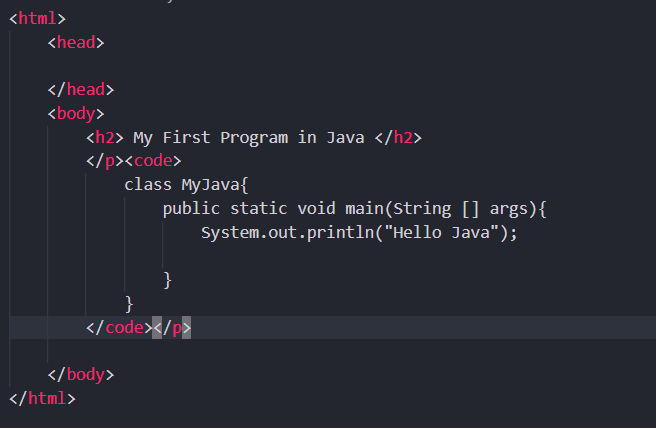 <html>
<head>
</head>
<body>
<h2> My First Program in Java </h2>
</p><code>
class MyJava{
public static void main(String [] args){
System.out.println("Hello Java");
}
}
</code></p>
</body>
</html>